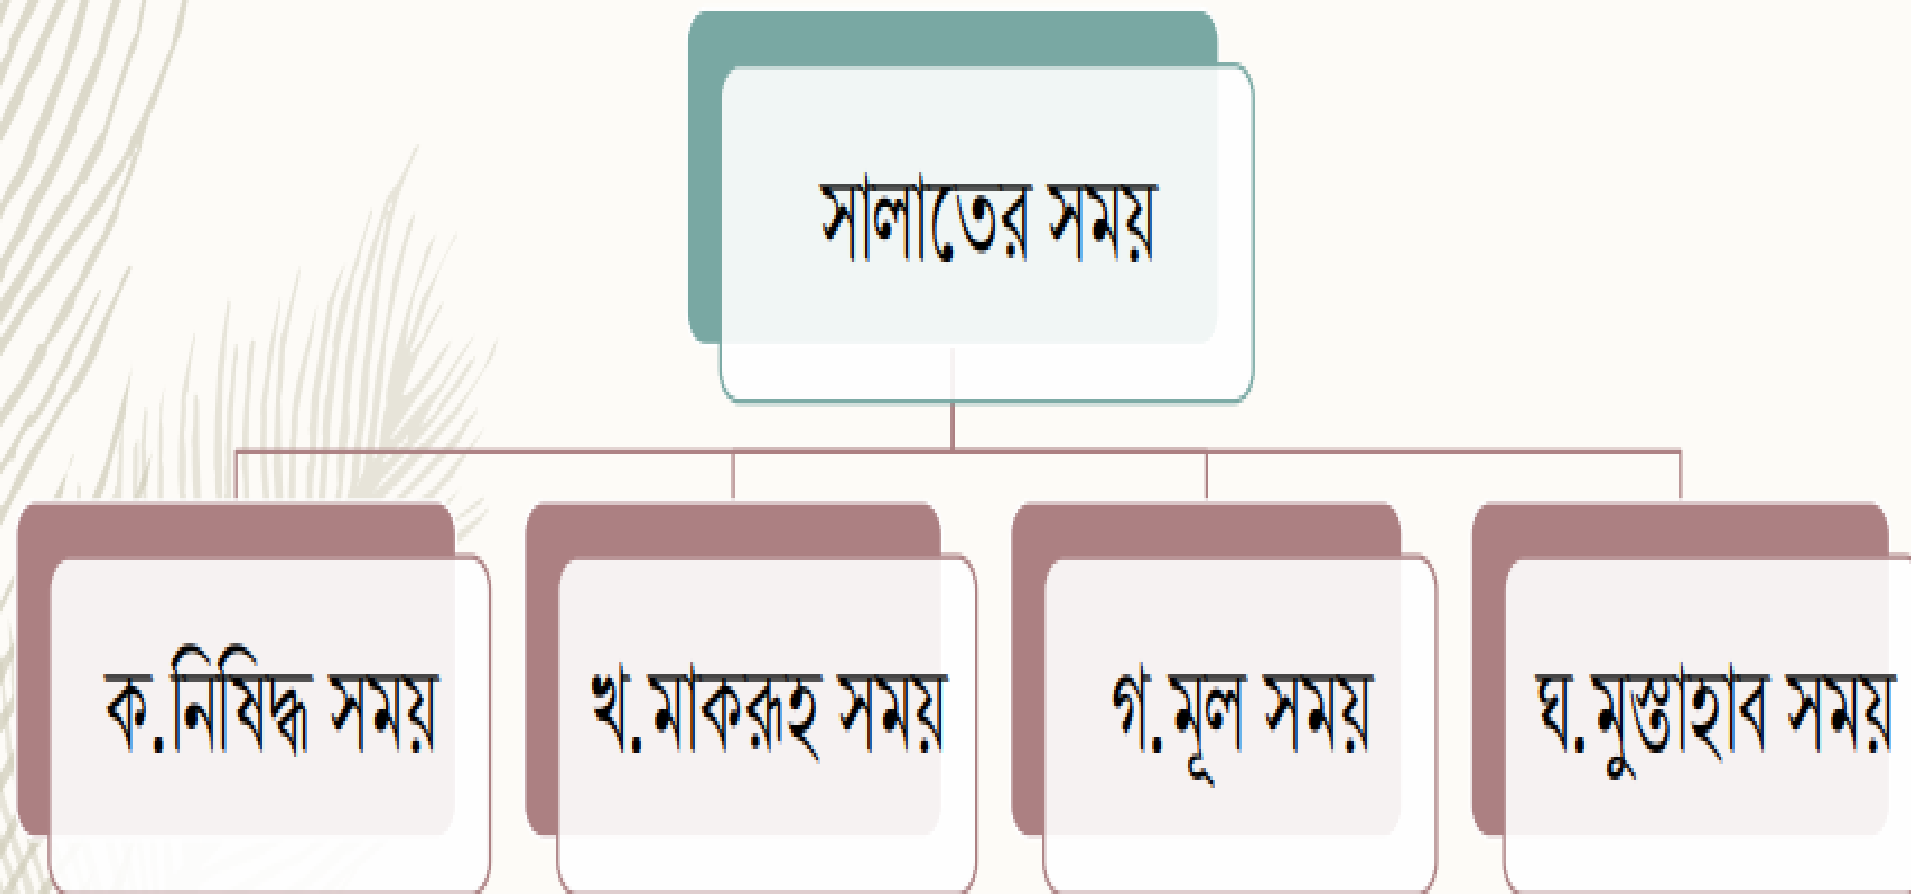 সালাতের সময়
ক.নিষিদ্ধ সময়
খ.মাকরূহ সময়
গ.মূল সময়
ঘ.মুস্তাহাব সময়